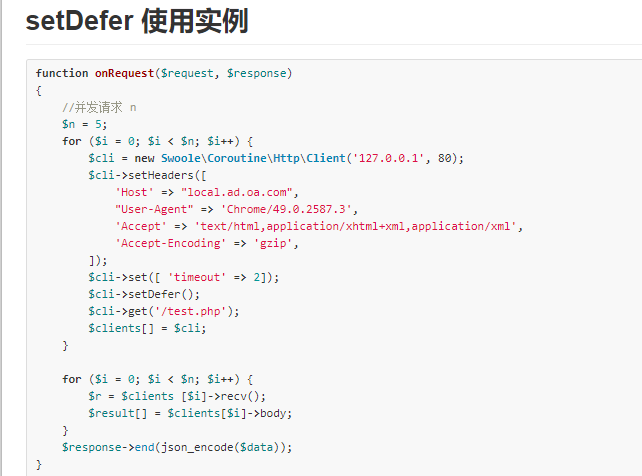 setDefer 使用实例
function onRequest($request, $response)
{
    //并发请求 n
    $n = 5;
    for ($i = 0; $i < $n; $i++) {
        $cli = new Swoole\Coroutine\Http\Client('127.0.0.1', 80);
        $cli->setHeaders([
            'Host' => "local.ad.oa.com",
            "User-Agent" => 'Chrome/49.0.2587.3',
            'Accept' => 'text/html,application/xhtml+xml,application/xml',
            'Accept-Encoding' => 'gzip',
        ]);
        $cli->set([ 'timeout' => 2]);
        $cli->setDefer();
        $cli->get('/test.php');
        $clients[] = $cli;
    }
    for ($i = 0; $i < $n; $i++) {
        $r = $clients [$i]->recv();
        $result[] = $clients[$i]->body;
    }
    $response->end(json_encode($data));
}